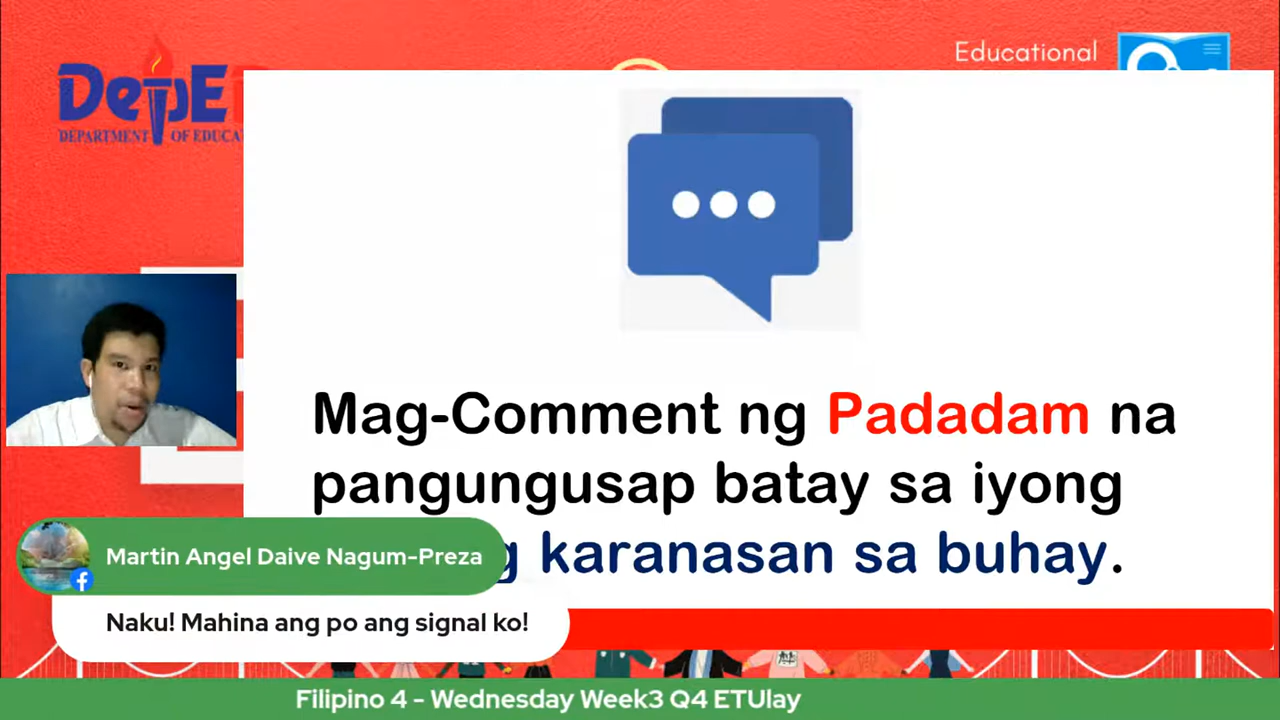 Educational
DepE
DEPARTMENT OF EDUCA
Mag-Comment ng Padadam na
pangungusap batay sa iyong
karanasan sa buhay.
Martin Angel Daive Nagum-Preza
Naku! Mahina ang po ang signal ko!
Filipino 4 - Wednesday Week3 Q4 ETUlay